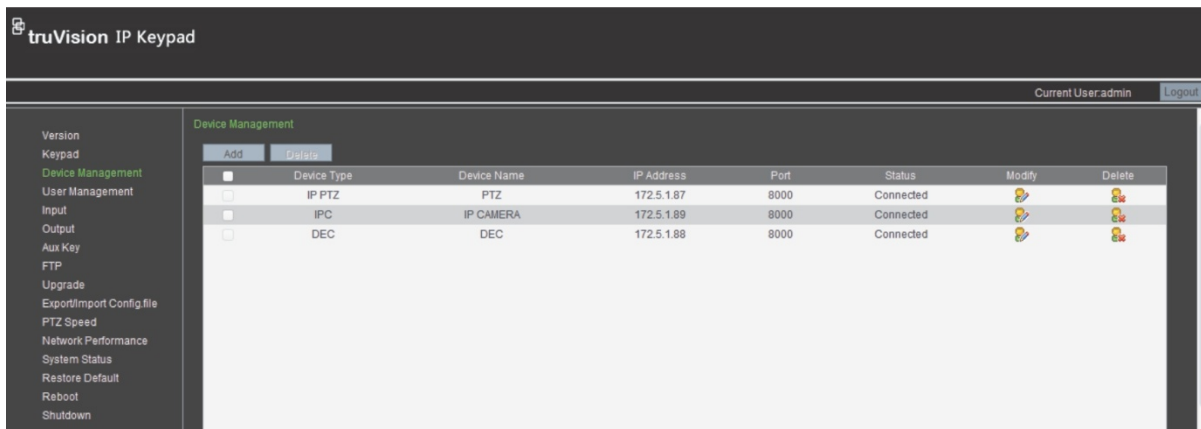 truVision IP Keypad
Current User:admin
Logout
Version
Keypad
Device Management
User Management
Input
Output
Aux Key
FTP
Upgrade
Export/Import Config.file
PTZ Speed
Network Performance
System Status
Restore Default
Reboot
Shutdown
Device Management
Add Delete
Device Type Device Name IP Address Port Status Modify Delete
IP PTZ PTZ 172.5.1.87 8000 Connected
IPC IP CAMERA 172.5.1.89 8000 Connected
DEC DEC 172.5.1.88 8000 Connected